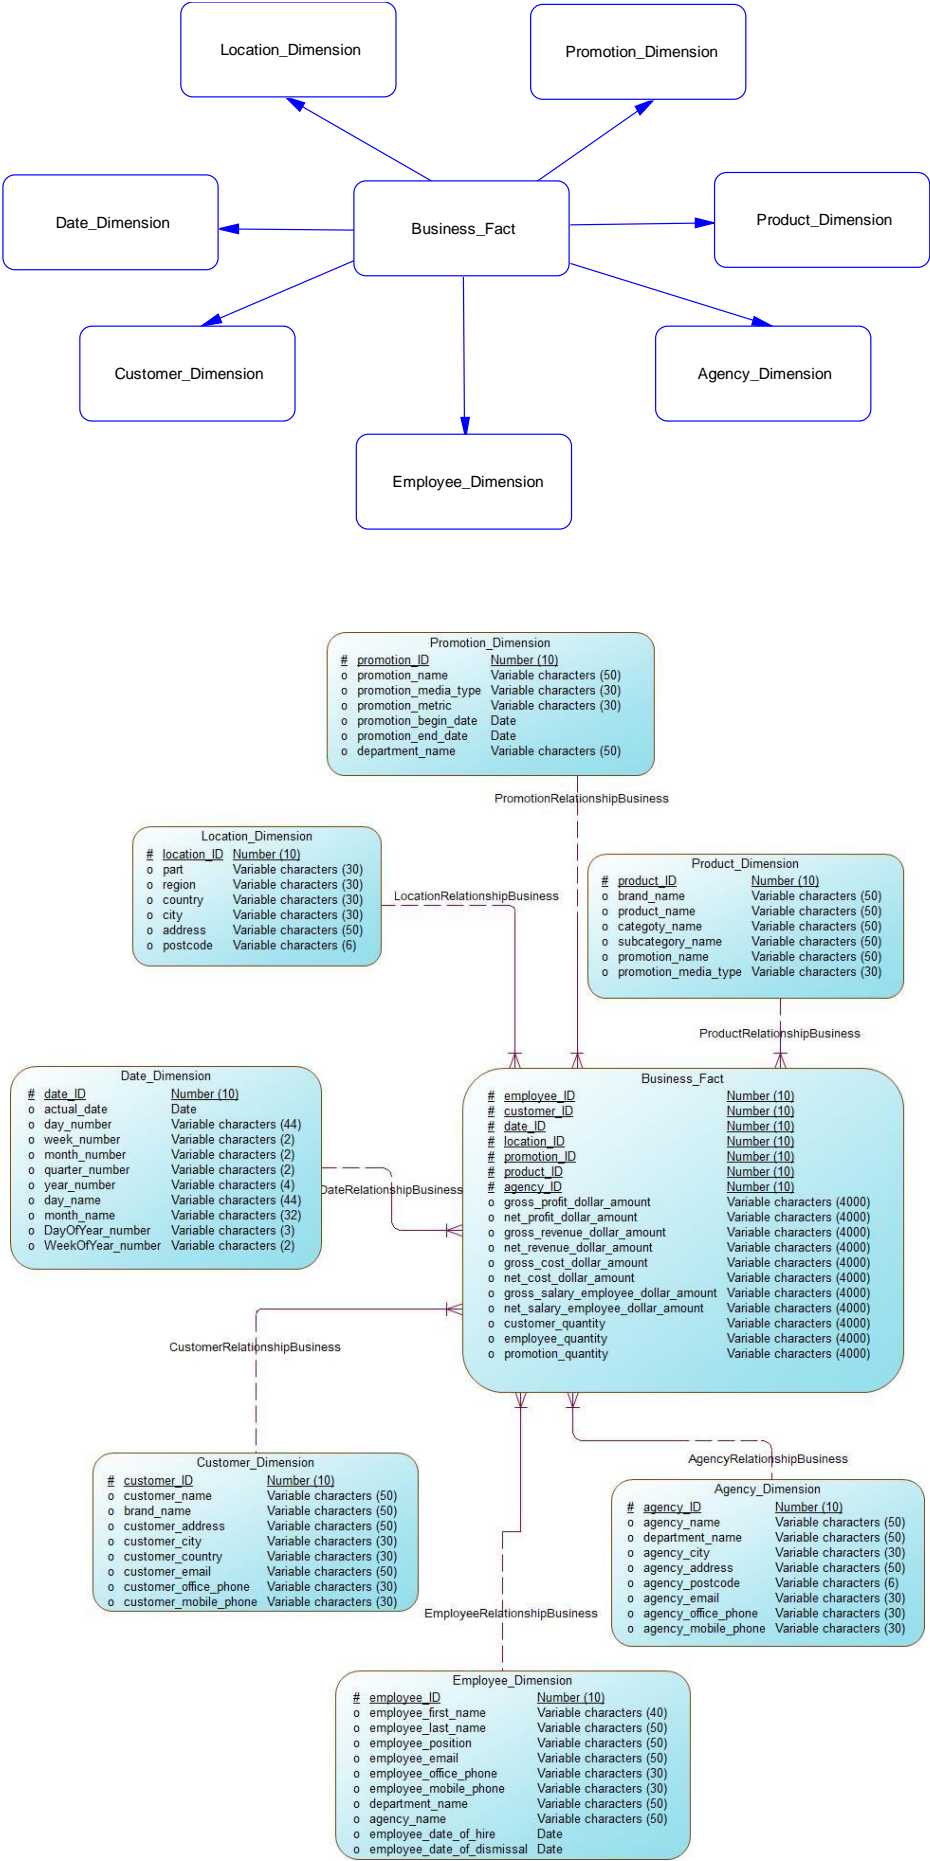 Location_Dimension
Promotion_Dimension
Date_Dimension
Business_Fact
Product_Dimension
Customer_Dimension
Agency_Dimension
Employee_Dimension
Promotion_Dimension
# promotion_ID Number (10)
o promotion_name Variable characters (50)
o promotion_media_type Variable characters (30)
o promotion_metric Variable characters (30)
o promotion_begin_date Date
o promotion_end_date Date
o department_name Variable characters (50)
PromotionRelationshipBusiness
Location_Dimension
# location_ID Number (10)
o part Variable characters (30)
o region Variable characters (30)
o country Variable characters (30)
o city Variable characters (30)
o address Variable characters (50)
o postcode Variable characters (6)
LocationRelationshipBusiness
Product_Dimension
# product_ID Number (10)
o brand_name Variable characters (50)
o product_name Variable characters (50)
o categoty_name Variable characters (50)
o subcategory_name Variable characters (50)
o promotion_name Variable characters (50)
o promotion_media_type Variable characters (30)
ProductRelationshipBusiness
Date_Dimension
# date_ID Number (10)
o actual_date Date
o day_number Variable characters (44)
o week_number Variable characters (2)
o month_number Variable characters (2)
o quarter_number Variable characters (2)
o year_number Variable characters (4)
o day_name Variable characters (44)
o month_name Variable characters (32)
o DayOfYear_number Variable characters (3)
o WeekOfYear_number Variable characters (2)
DateRelationshipBusiness
Business_Fact
# employee_ID Number (10)
# customer_ID Number (10)
# date_ID Number (10)
# location_ID Number (10)
# promotion_ID Number (10)
# product_ID Number (10)
# agency_ID Number (10)
o gross_profit_dollar_amount Variable characters (4000)
o net_profit_dollar_amount Variable characters (4000)
o gross_revenue_dollar_amount Variable characters (4000)
o net_revenue_dollar_amount Variable characters (4000)
o gross_cost_dollar_amount Variable characters (4000)
o net_cost_dollar_amount Variable characters (4000)
o gross_salary_employee_dollar_amount Variable characters (4000)
o net_salary_employee_dollar_amount Variable characters (4000)
o customer_quantity Variable characters (4000)
o employee_quantity Variable characters (4000)
o promotion_quantity Variable characters (4000)
CustomerRelationshipBusiness
Customer_Dimension
# customer_ID Number (10)
o customer_name Variable characters (50)
o brand_name Variable characters (50)
o customer_address Variable characters (50)
o customer_city Variable characters (30)
o customer_country Variable characters (30)
o customer_email Variable characters (50)
o customer_office_phone Variable characters (30)
o customer_mobile_phone Variable characters (30)
AgencyRelationshipBusiness
Agency_Dimension
# agency_ID Number (10)
o agency_name Variable characters (50)
o department_name Variable characters (50)
o agency_city Variable characters (30)
o agency_address Variable characters (50)
o agency_postcode Variable characters (6)
o agency_email Variable characters (30)
o agency_office_phone Variable characters (30)
o agency_mobile_phone Variable characters (30)
EmployeeRelationshipBusiness
Employee_Dimension
# employee_ID Number (10)
o employee_first_name Variable characters (40)
o employee_last_name Variable characters (50)
o employee_position Variable characters (50)
o employee_email Variable characters (50)
o employee_office_phone Variable characters (30)
o employee_mobile_phone Variable characters (30)
o department_name Variable characters (50)
o agency_name Variable characters (50)
o employee_date_of_hire Date
o employee_date_of_dismissal Date